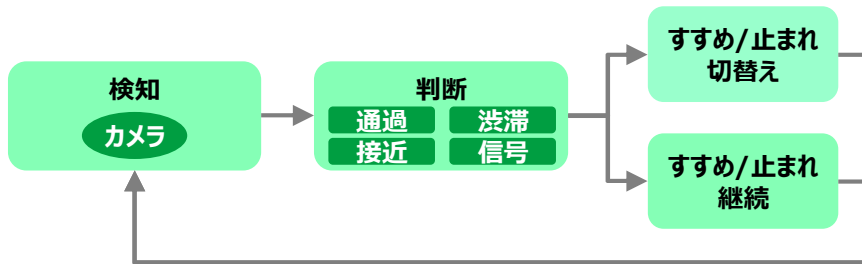 検知
カメラ
判断
通過
渋滞
接近
信号
すすめ/止まれ
切替え
すすめ/止まれ
継続